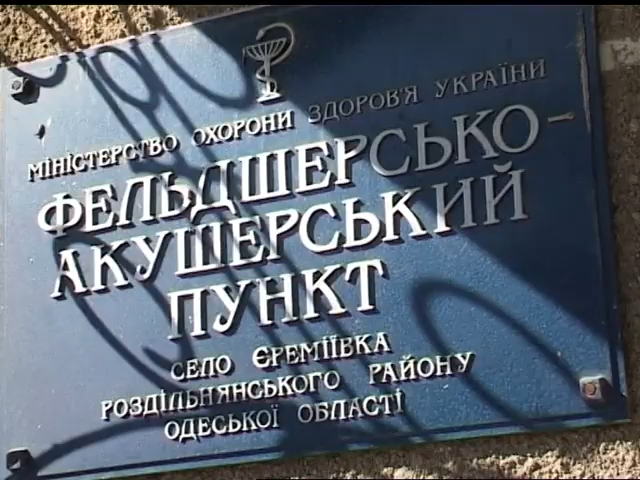 МІНІСТЕРСТВО ОХОРОНИ ЗДОРОВ'Я УКРАЇНИ
ФЕЛЬДШЕРСЬКО-
АКУШЕРСЬКИЙ
ПУНКТ
СЕЛО ЄРЕМІЇВКА
РОЗДІЛЬНЯНСЬКОГО РАЙОНУ
ОДЕСЬКОЇ ОБЛАСТІ